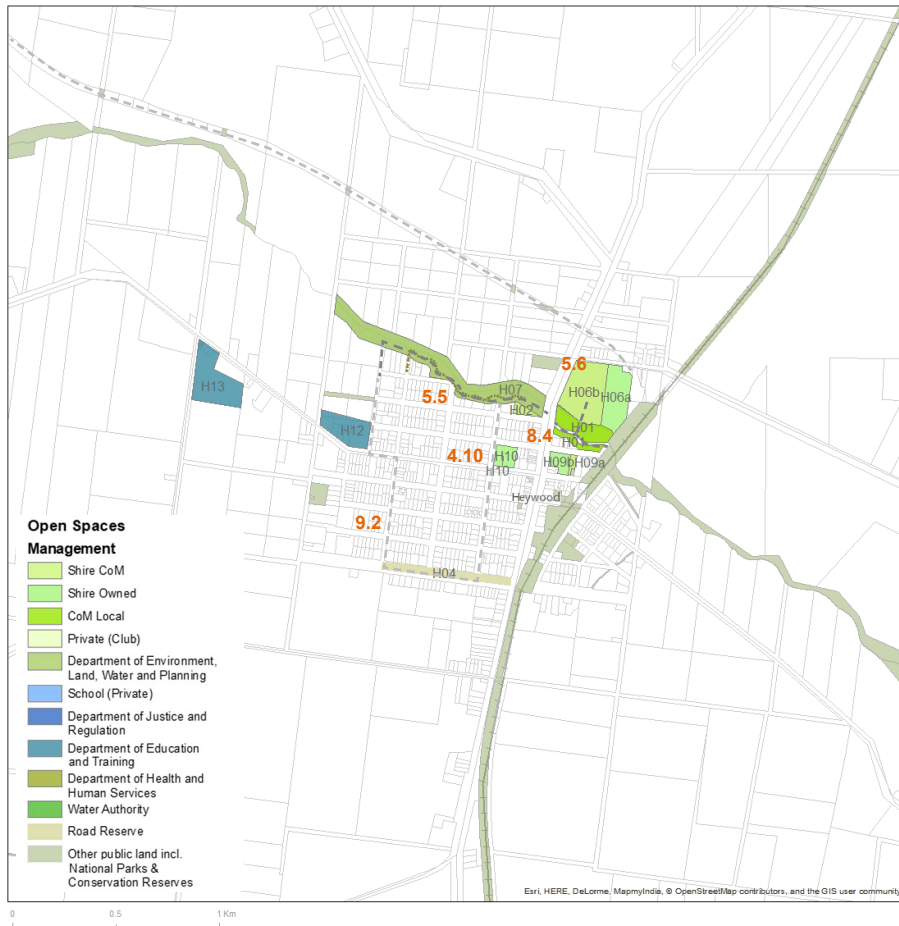 5.6
H06b
H06a
5.5
H07
H02
H01
8.4
H01
H13
H12
4.10
H10
H10
H09b
H09a
Heywood
9.2
H04
Open Spaces
Management
Shire CoM
Shire Owned
CoM Local
Private (Club)
Department of Environment,
Land, Water and Planning
School (Private)
Department of Justice and
Regulation
Department of Education
and Training
Department of Health and
Human Services
Water Authority
Road Reserve
Other public land incl.
National Parks &
Conservation Reserves
Esri, HERE, DeLorme, MapmyIndia, © OpenStreetMap contributors, and the GIS user community
0 0.5 1 Km